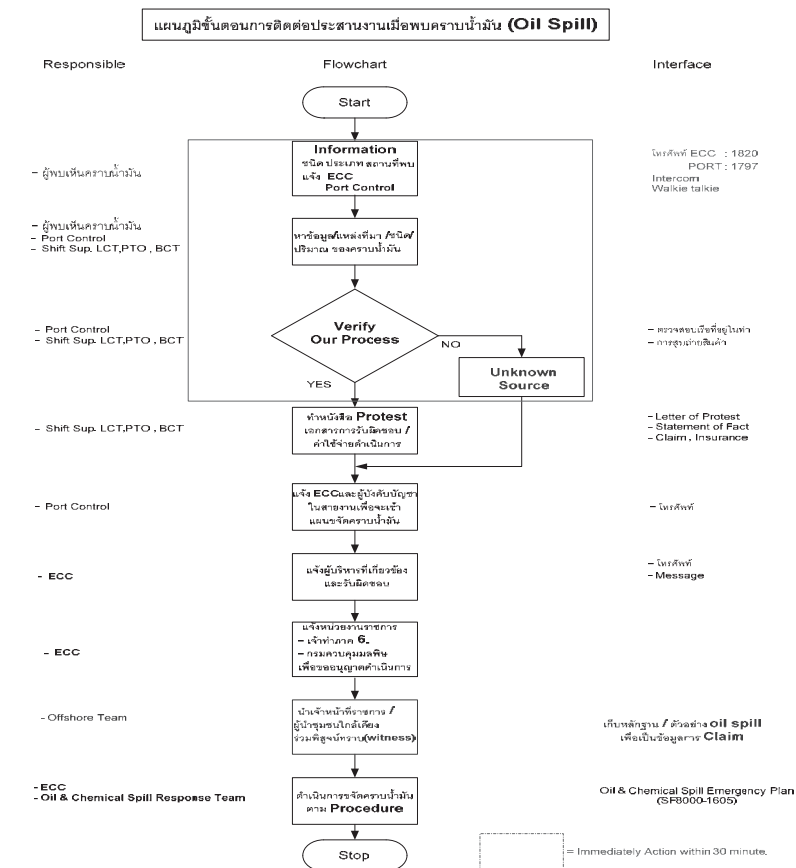 แผนภูมิขั้นตอนการติดต่อประสานงานเมื่อพบคราบน้ำมัน (Oil Spill)
Responsible
Flowchart
Interface
Start
– ผู้พบเห็นคราบน้ำมัน
Information
ชนิด ประเภท สถานที่พบ
แจ้ง ECC
Port Control
โทรศัพท์ ECC : 1820
PORT : 1797
Intercom
Walkie talkie
– ผู้พบเห็นคราบน้ำมัน
– Port Control
– Shift Sup. LCT,PTO , BCT
หาข้อมูล/แหล่งที่มา /ชนิด/
ปริมาณ ของคราบน้ำมัน
– Port Control
– Shift Sup. LCT,PTO , BCT
Verify
Our Process
NO
YES
Unknown
Source
– ตรวจสอบเรือที่อยู่ในท่า
– การสูบถ่ายสินค้า
– Shift Sup. LCT,PTO , BCT
ทำหนังสือ Protest
เอกสารการรับผิดชอบ /
ค่าใช้จ่ายดำเนินการ
– Letter of Protest
– Statement of Fact
– Claim , Insurance
– Port Control
แจ้ง ECCและผู้บังคับบัญชา
ในสายงานเพื่อจะเข้า
แผนขจัดคราบน้ำมัน
– โทรศัพท์
– ECC
แจ้งผู้บริหารที่เกี่ยวข้อง
และรับผิดชอบ
– โทรศัพท์
– Message
– ECC
แจ้งหน่วยงานราชการ
– เจ้าท่าภาค 6.
– กรมควบคุมมลพิษ
เพื่อขออนุญาตดำเนินการ
- Offshore Team
นำเจ้าหน้าที่ราชการ /
ผู้นำชุมชนใกล้เคียง
ร่วมพิสูจน์ทราบ(witness)
เก็บหลักฐาน / ตัวอย่าง oil spill
เพื่อเป็นข้อมูลการ Claim
- ECC
- Oil & Chemical Spill Response Team
ดำเนินการขจัดคราบน้ำมัน
ตาม Procedure
Oil & Chemical Spill Emergency Plan
(SF8000-1605)
Stop
= Immediately Action within 30 minute.